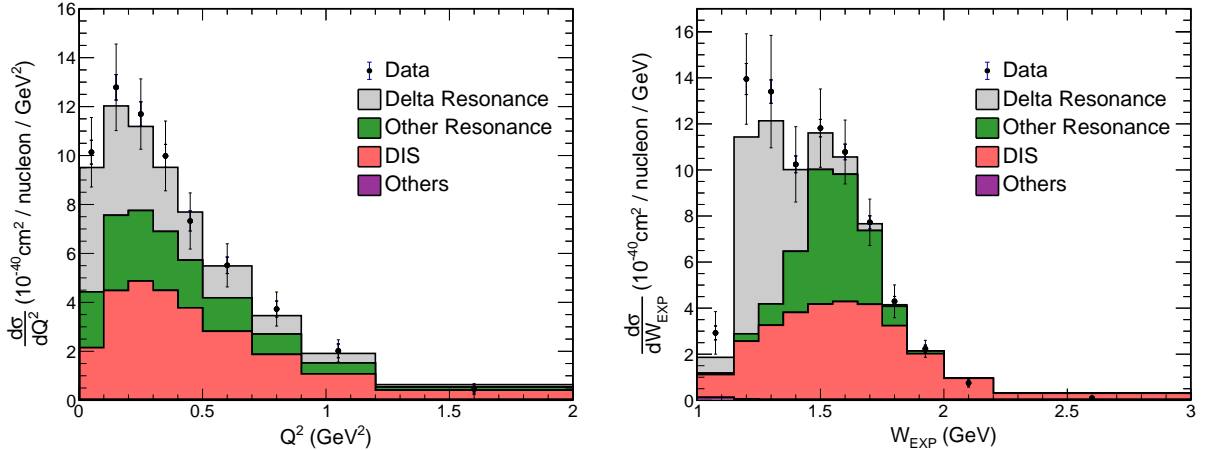 dσ/dQ² (10⁻⁴⁰cm² / nucleon / GeV²)
16
14
12
10
8
6
4
2
0
Data
Delta Resonance
Other Resonance
DIS
Others
0 0.5 1 1.5 2
Q² (GeV²)
dσ/dW_EXP (10⁻⁴⁰cm² / nucleon / GeV)
16
14
12
10
8
6
4
2
0
Data
Delta Resonance
Other Resonance
DIS
Others
1 1.5 2 2.5 3
W_EXP (GeV)